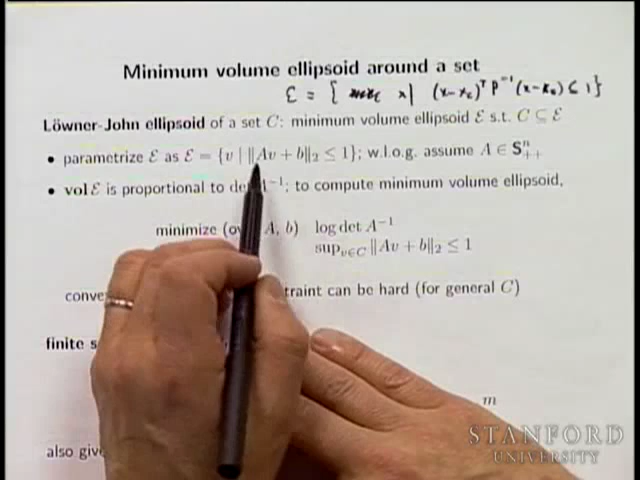 Minimum volume ellipsoid around a set
ℰ = { x | (x-x_c)^T P^{-1} (x-x_c) ≤ 1}
Löwner-John ellipsoid of a set C: minimum volume ellipsoid ℰ s.t. C ⊆ ℰ
• parametrize ℰ as ℰ = {v | ‖Av + b‖₂ ≤ 1}; w.l.o.g. assume A ∈ S^n_{++}
• vol ℰ is proportional to de A^{-1}; to compute minimum volume ellipsoid,
minimize (ov A, b) log det A^{-1}
sup_{v∈C} ‖Av + b‖₂ ≤ 1
conve traint can be hard (for general C)
finite s
m
also give
STANFORD
UNIVERSITY